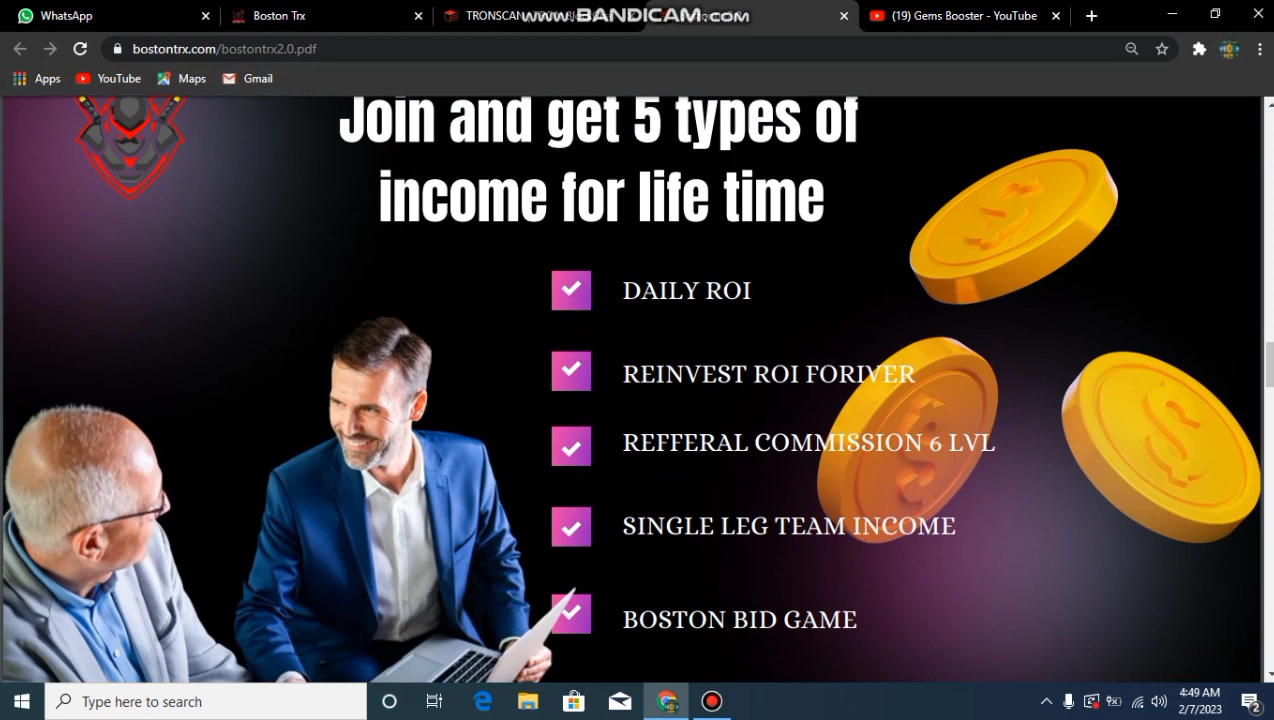 WhatsApp
Boston Trx
TRONSCAN
www.BANDICAM.com
(19) Gems Booster - YouTube
bostontrx.com/bostontrx2.0.pdf
Apps
YouTube
Maps
Gmail
Join and get 5 types of
income for life time
DAILY ROI
REINVEST ROI FORIVER
REFFERAL COMMISSION 6 LVL
SINGLE LEG TEAM INCOME
BOSTON BID GAME
Type here to search
4:49 AM
2/7/2023
2